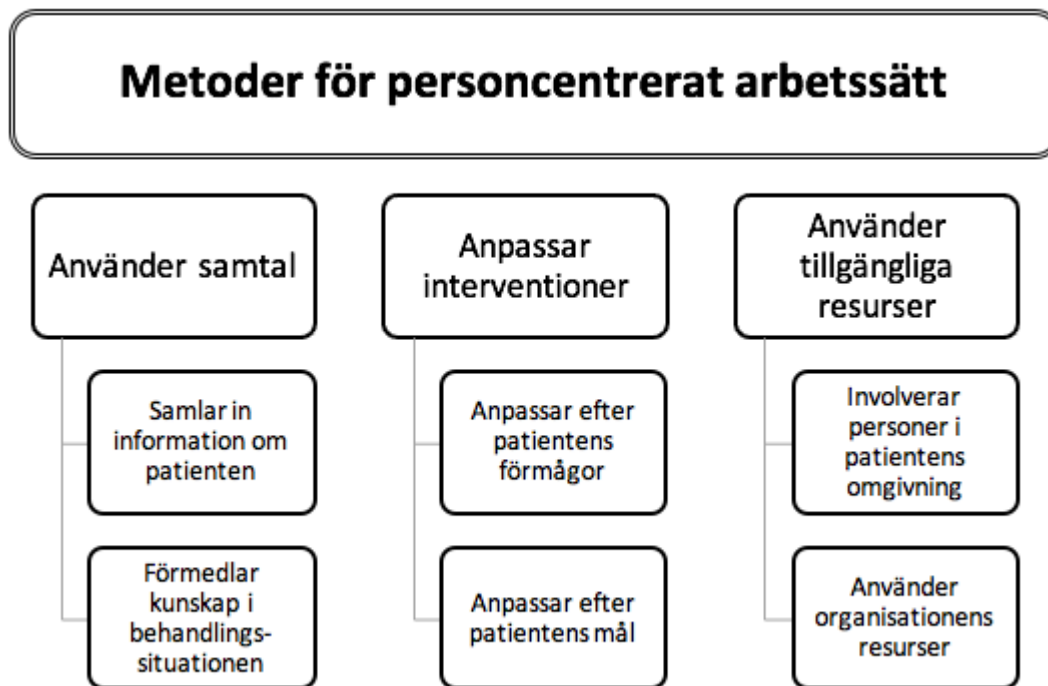 Metoder för personcentrerat arbetssätt
Använder samtal
Samlar in
information om
patienten
Förmedlar
kunskap i
behandlings-
situationen
Anpassar
interventioner
Anpassar efter
patientens
förmågor
Anpassar efter
patientens mål
Använder
tillgängliga
resurser
Involverar
personer i
patientens
omgivning
Använder
organisationens
resurser